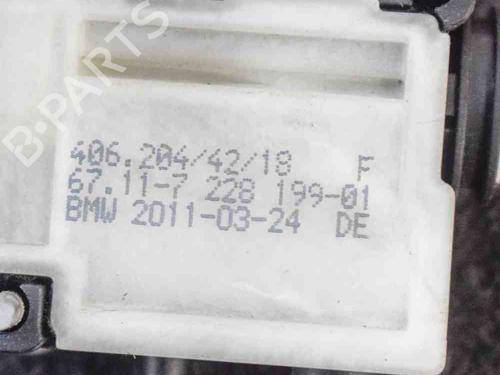 B-PARTS
406.204/42/18 F
67.11-7 228 199-01
BMW 2011-03-24 DE